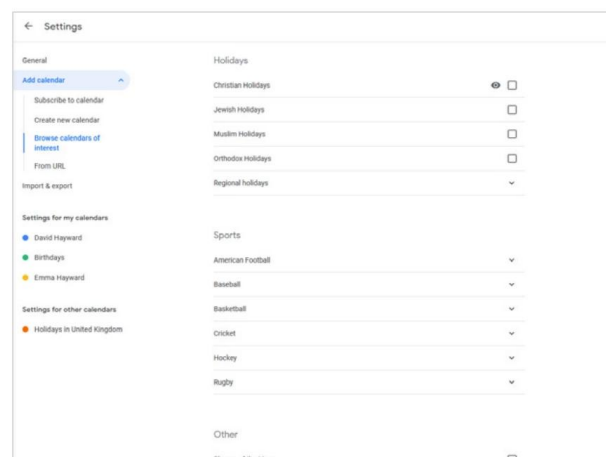 Settings
General
Add calendar
Subscribe to calendar
Create new calendar
Browse calendars of
interest
From URL
Import & export
Settings for my calendars
David Hayward
Birthdays
Emma Hayward
Settings for other calendars
Holidays in United Kingdom
Holidays
Christian Holidays
Jewish Holidays
Muslim Holidays
Orthodox Holidays
Regional holidays
Sports
American Football
Baseball
Basketball
Cricket
Hockey
Rugby
Other